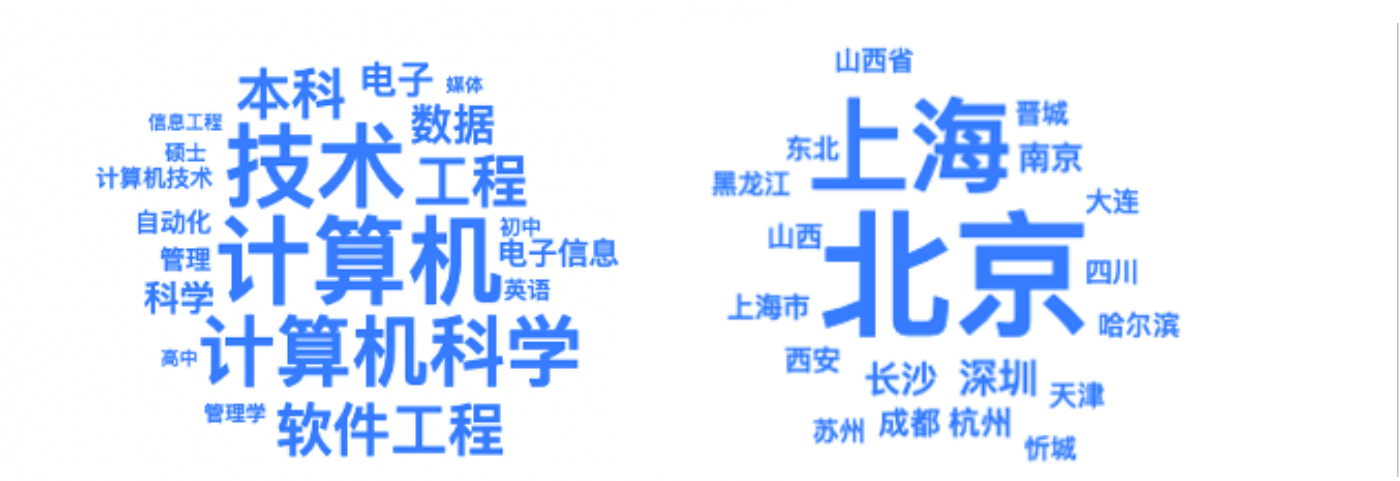 本科 电子 媒体
信息工程 数据
硕士 技术 工程
计算机技术
自动化 计算机 初中
管理 电子信息
科学 英语
高中 计算机科学
管理学 软件工程
山西省
上海 晋城
东北 南京
黑龙江 大连
山西 北京 四川
上海市 哈尔滨
西安 长沙 深圳 天津
苏州 成都 杭州 忻城